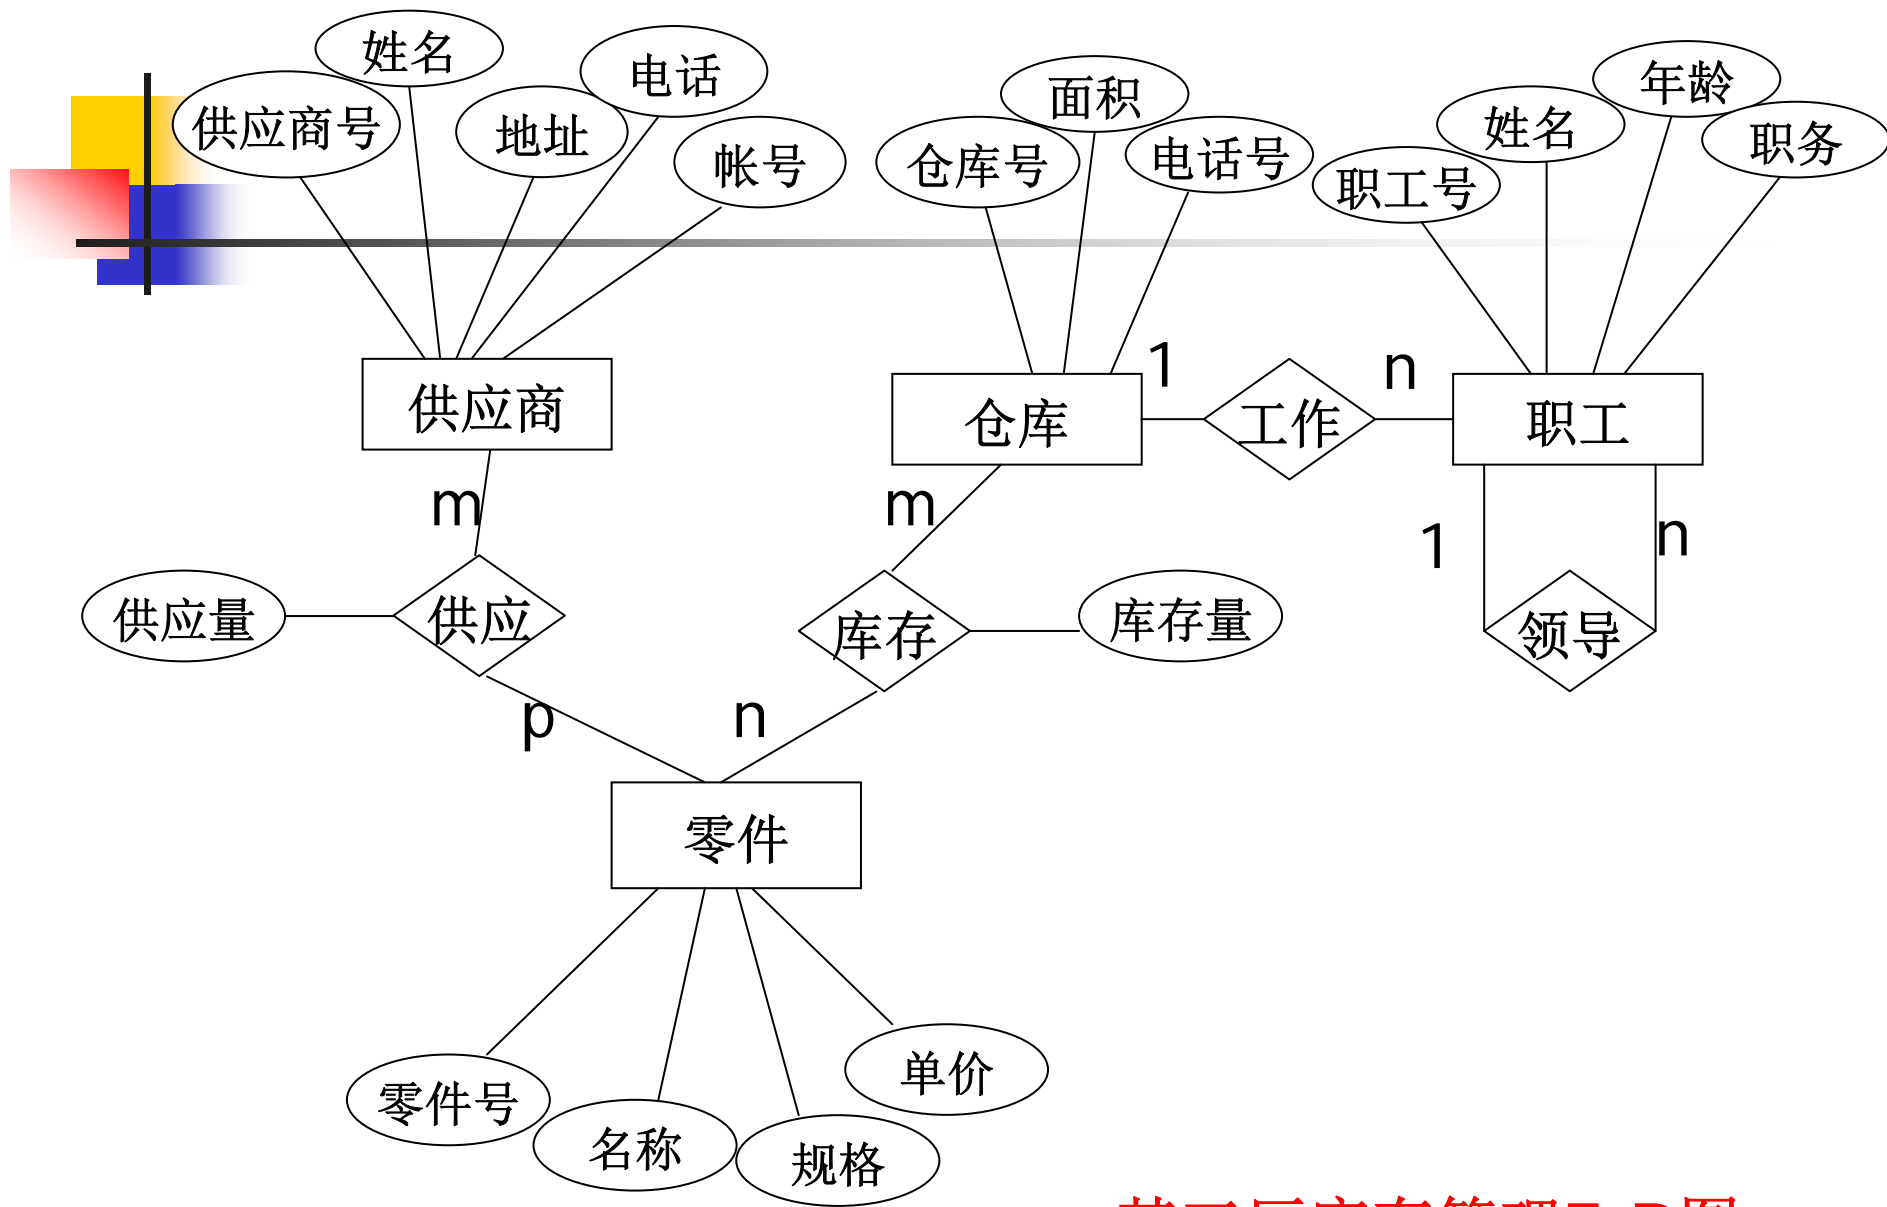 姓名
电话
供应商号
地址
帐号
面积
仓库号
电话号
年龄
姓名
职务
职工号
供应商
仓库
1
工作
n
职工
m
m
1
n
供应量
供应
库存
库存量
领导
p
n
零件
零件号
名称
规格
单价